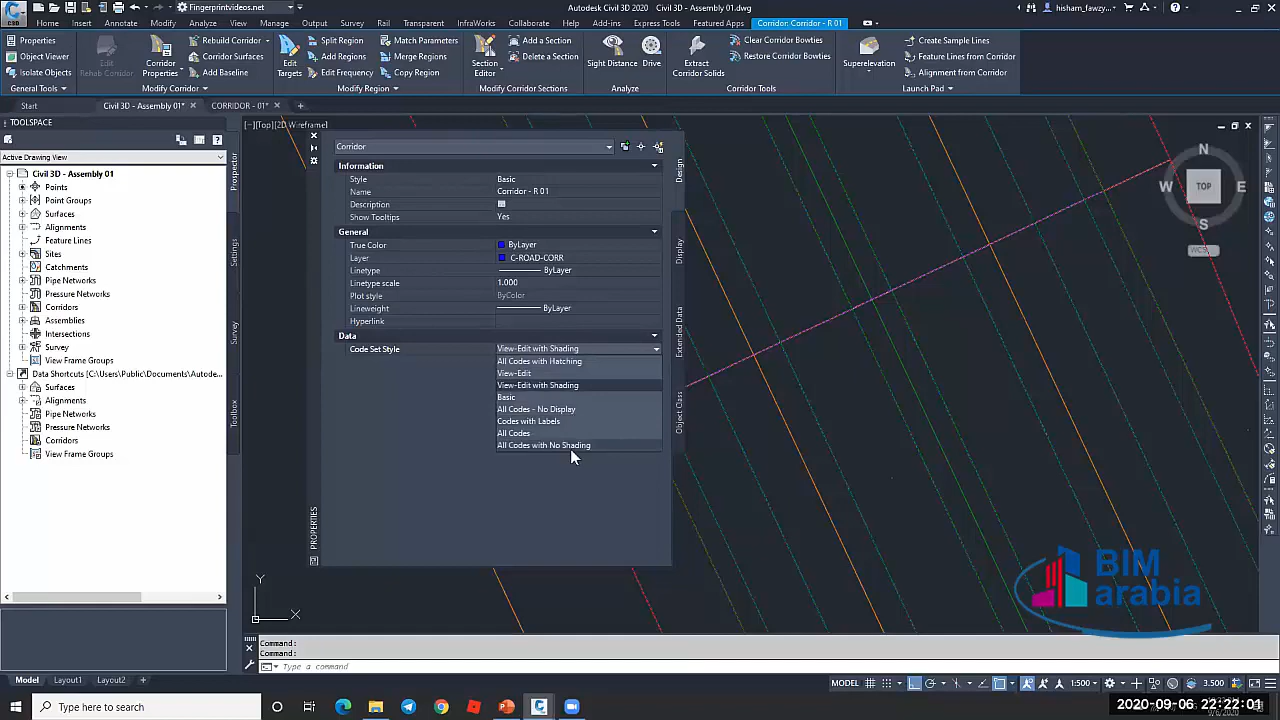 Fingerprintvideos.net
Autodesk Civil 3D 2020 Civil 3D - Assembly 01.dwg
hisham_fawzy...
Home Insert Annotate Modify Analyze View Manage Output Survey Rail Transparent InfraWorks Collaborate Help Add-ins Express Tools Featured Apps Corridor: Corridor - R 01
Properties
Object Viewer
Isolate Objects
General Tools
Edit Rehab Corridor
Corridor Properties
Rebuild Corridor
Corridor Surfaces
Add Baseline
Modify Corridor
Edit Targets
Split Region
Add Regions
Edit Frequency
Match Parameters
Merge Regions
Copy Region
Modify Region
Section Editor
Add a Section
Delete a Section
Modify Corridor Sections
Sight Distance
Drive
Analyze
Extract Corridor Solids
Clear Corridor Bowties
Restore Corridor Bowties
Corridor Tools
Superelevation
Create Sample Lines
Feature Lines from Corridor
Alignment from Corridor
Launch Pad
Start
Civil 3D - Assembly 01*
CORRIDOR - 01*
TOOLSPACE
Active Drawing View
Civil 3D - Assembly 01
Points
Point Groups
Surfaces
Alignments
Feature Lines
Sites
Catchments
Pipe Networks
Pressure Networks
Corridors
Assemblies
Intersections
Survey
View Frame Groups
Data Shortcuts [C:\Users\Public\Documents\Autode...
Surfaces
Alignments
Pipe Networks
Pressure Networks
Corridors
View Frame Groups
Prospector
Settings
Survey
Toolbox
[-][Top][2D Wireframe]
Corridor
Information
Style Basic
Name Corridor - R 01
Description
Show Tooltips Yes
General
True Color ByLayer
Layer C-ROAD-CORR
Linetype ByLayer
Linetype scale 1.000
Plot style ByColor
Lineweight ByLayer
Hyperlink
Data
Code Set Style View-Edit with Shading
All Codes with Hatching
View-Edit
View-Edit with Shading
Basic
All Codes - No Display
Codes with Labels
All Codes
All Codes with No Shading
PROPERTIES
Design
Display
Extended Data
Object Class
N
W TOP E
S
WCS
BIM
arabia
Y
X
Command:
Command:
Type a command
Model Layout1 Layout2
MODEL 1:500 3.500
Type here to search
2020-09-06 22:22:01